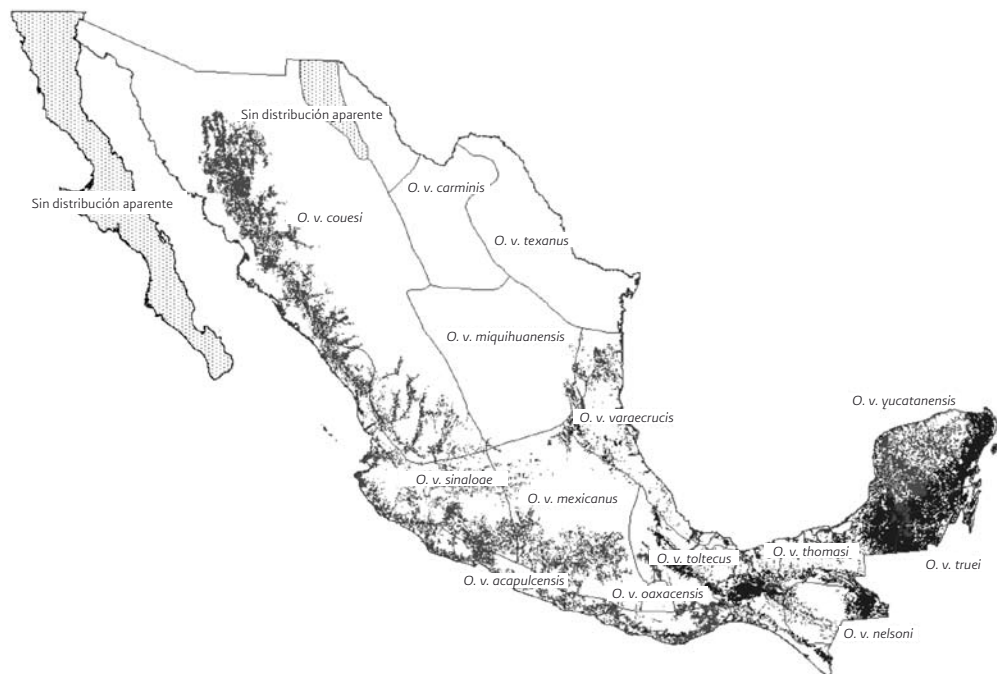 Sin distribución aparente
O. v. carminis
Sin distribución aparente
O. v. couesi
O. v. texanus
O. v. miquihuanensis
O. v. yucatanensis
O. v. varaecrucis
O. v. sinaloae
O. v. mexicanus
O. v. toltecus
O. v. thomasi
O. v. truei
O. v. acapulcensis
O. v. oaxacensis
O. v. nelsoni